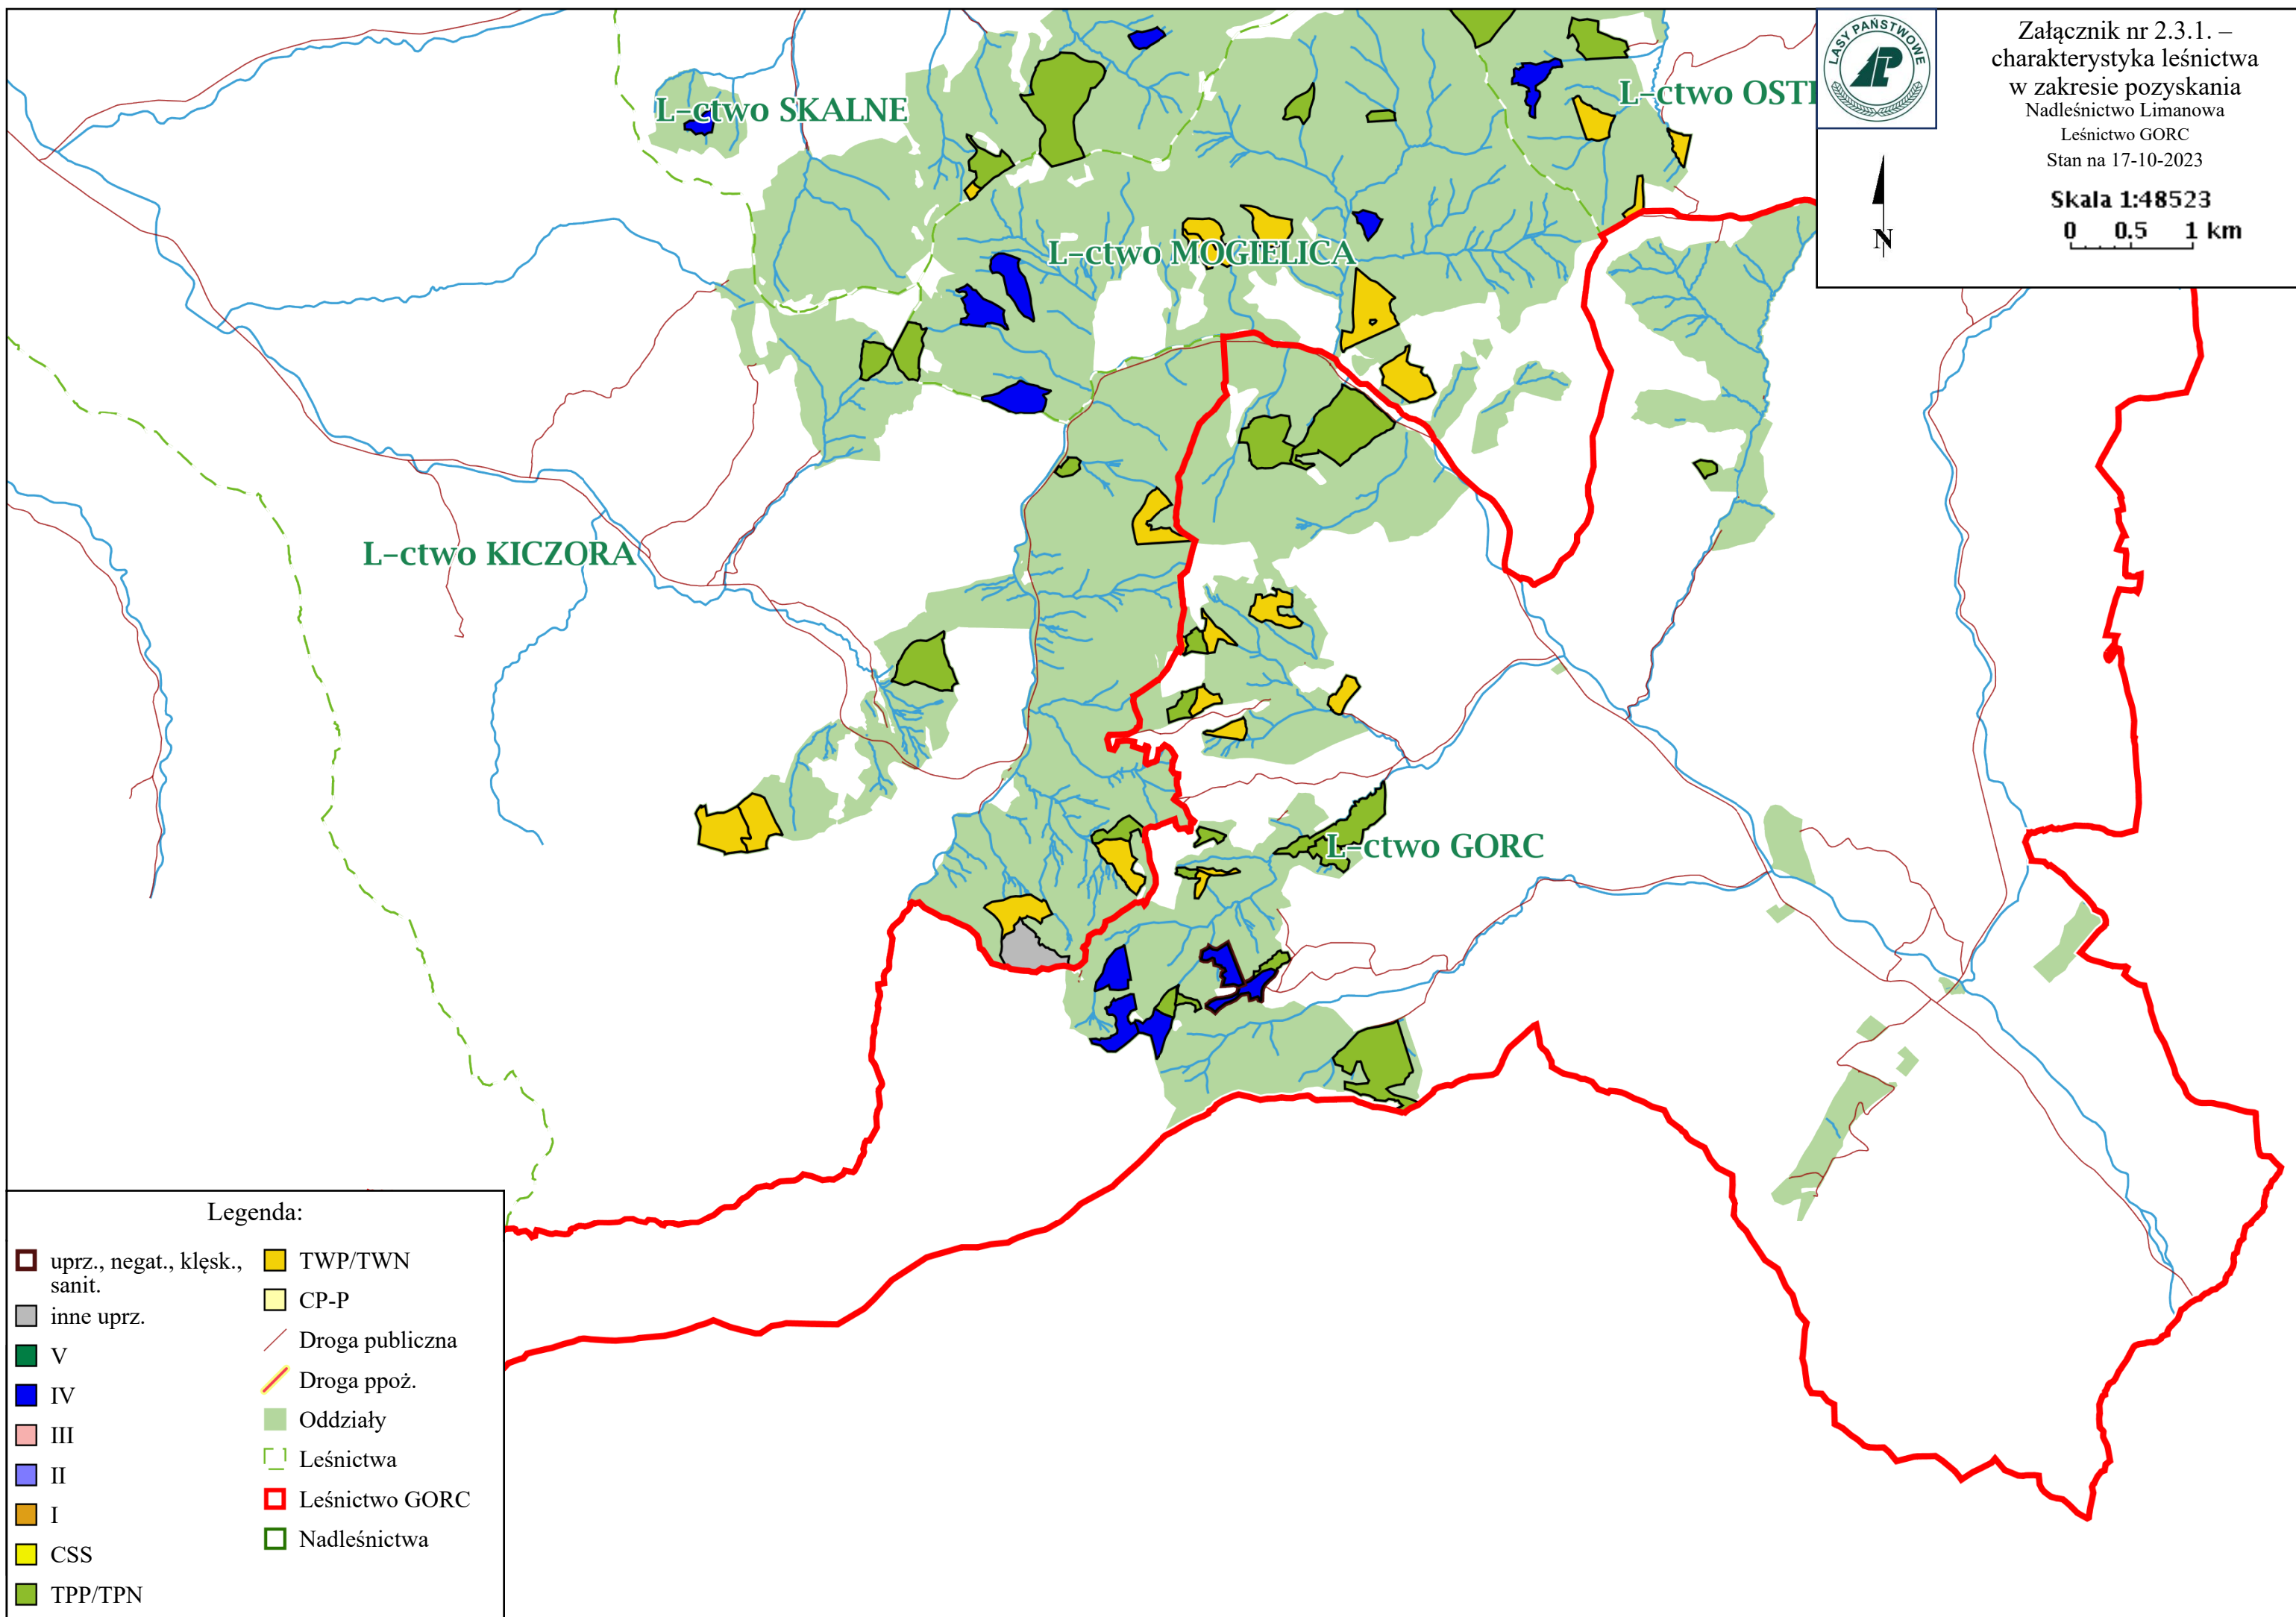 LASY PAŃSTWOWE
Załącznik nr 2.3.1. –
charakterystyka leśnictwa
w zakresie pozyskania
Nadleśnictwo Limanowa
Leśnictwo GORC
Stan na 17-10-2023
Skala 1:48523
0 0.5 1 km
N
L-ctwo SKALNE
L-ctwo OSTR
L-ctwo MOGIELICA
L-ctwo KICZORA
L-ctwo GORC
Legenda:
uprz., negat., klęsk.,
sanit.
inne uprz.
V
IV
III
II
I
CSS
TPP/TPN
TWP/TWN
CP-P
Droga publiczna
Droga ppoż.
Oddziały
Leśnictwa
Leśnictwo GORC
Nadleśnictwa